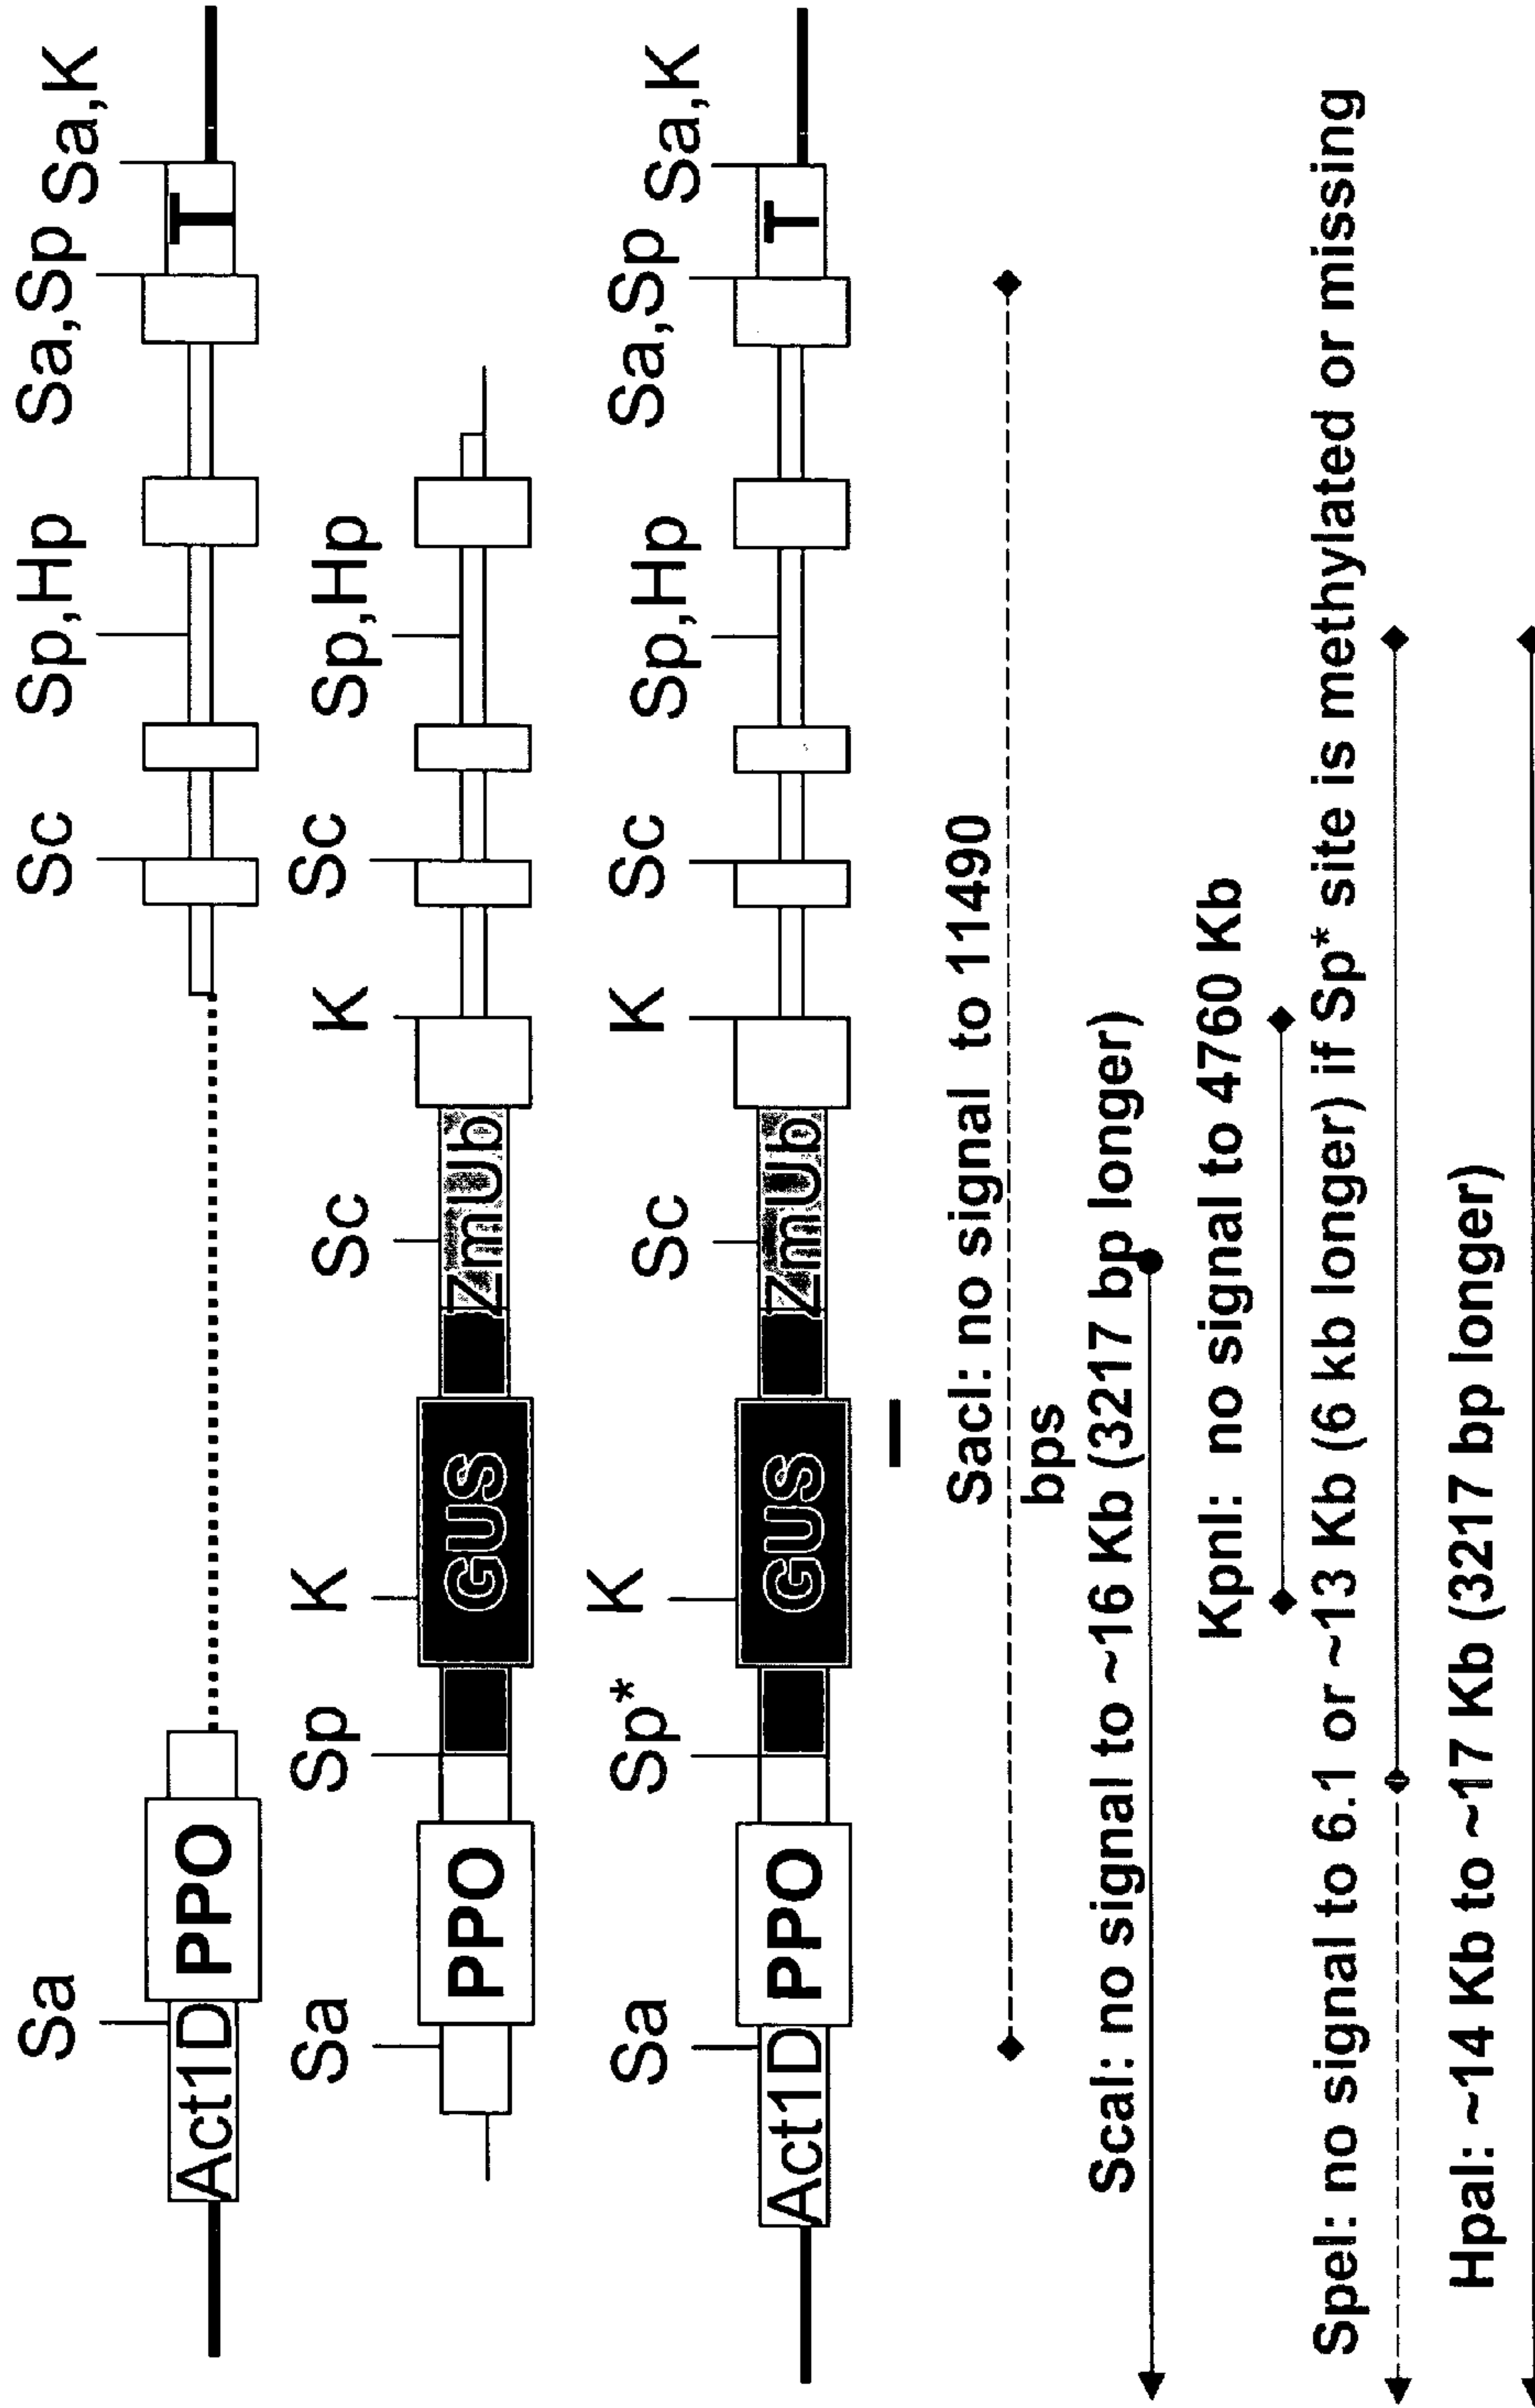 Sa Sc Sp,Hp Sa,Sp Sa,K
Act1D PPO T
Sa Sp K Sc K Sc Sp,Hp
PPO GUS ZmUb
Sa Sp* K Sc K Sc Sp,Hp Sa,Sp Sa,K
Act1D PPO GUS ZmUb T
SacI: no signal to 11490
bps
ScaI: no signal to ~16 Kb (3217 bp longer)
KpnI: no signal to 4760 Kb
SpeI: no signal to 6.1 or ~13 Kb (6 kb longer) if Sp* site is methylated or missing
HpaI: ~14 Kb to ~17 Kb (3217 bp longer)